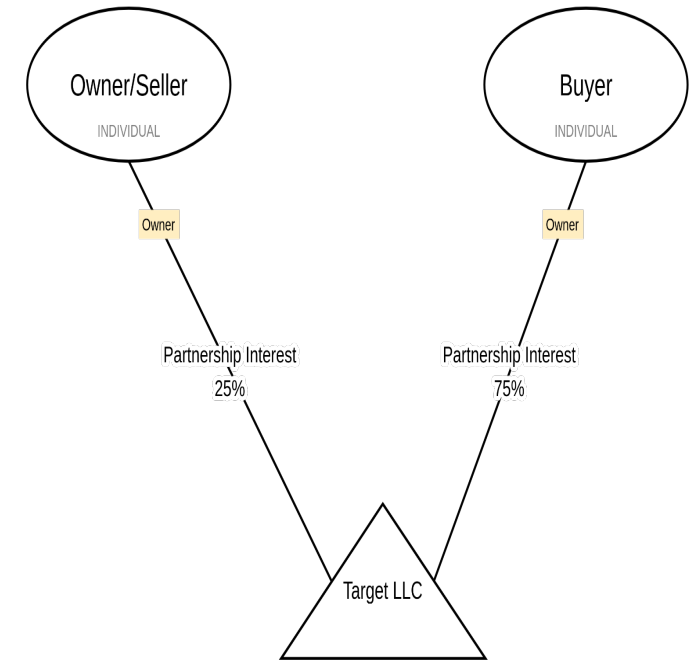 Owner/Seller
INDIVIDUAL
Buyer
INDIVIDUAL
Owner
Owner
Partnership Interest
25%
Partnership Interest
75%
Target LLC